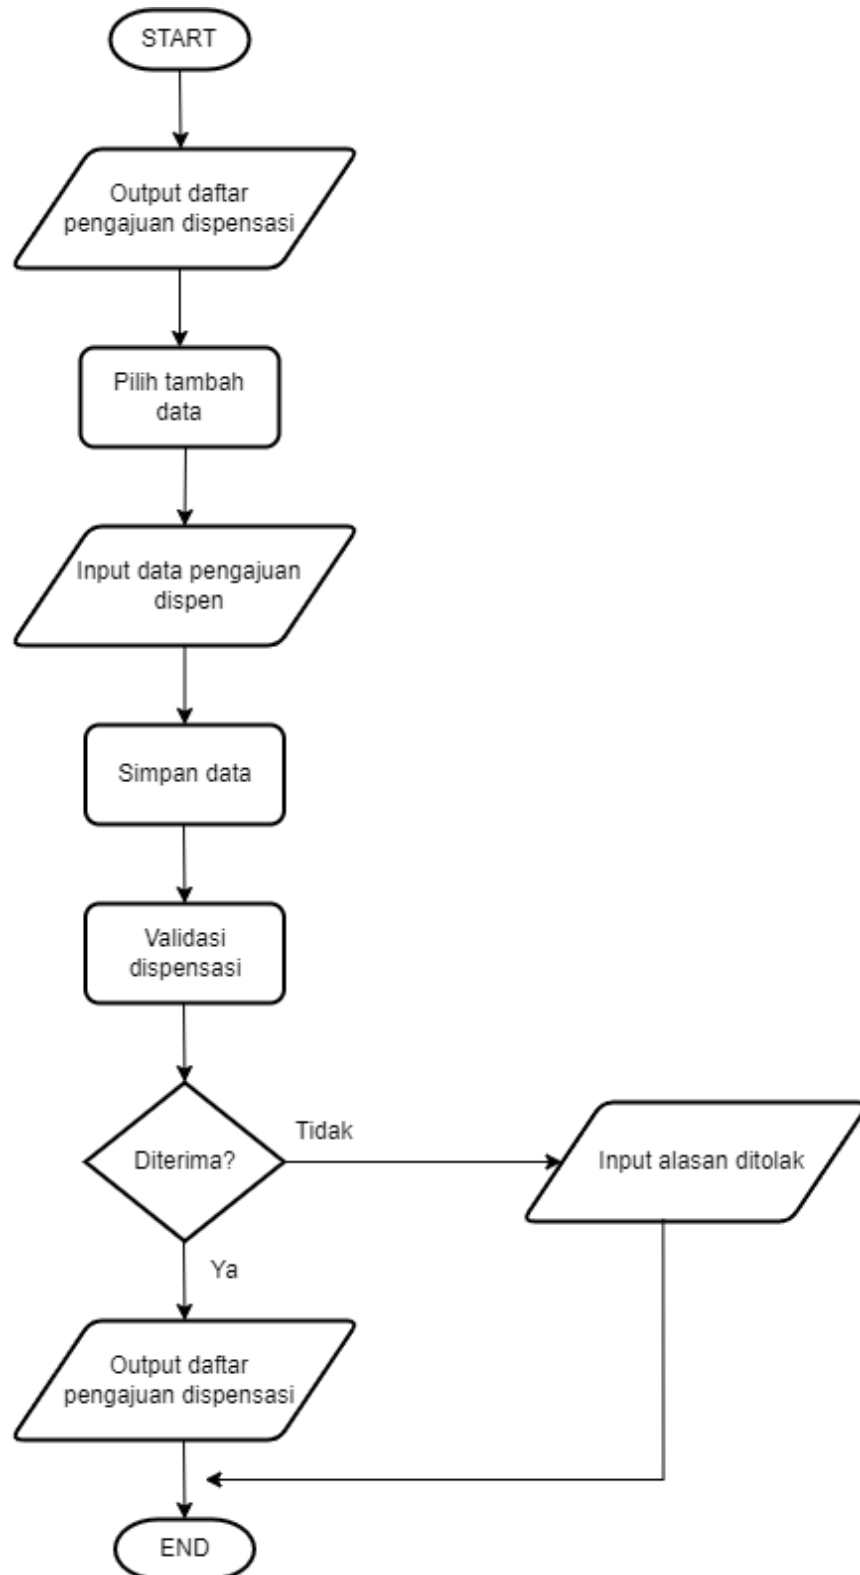 START
Output daftar
pengajuan dispensasi
Pilih tambah
data
Input data pengajuan
dispen
Simpan data
Validasi
dispensasi
Diterima?
Tidak
Input alasan ditolak
Ya
Output daftar
pengajuan dispensasi
END